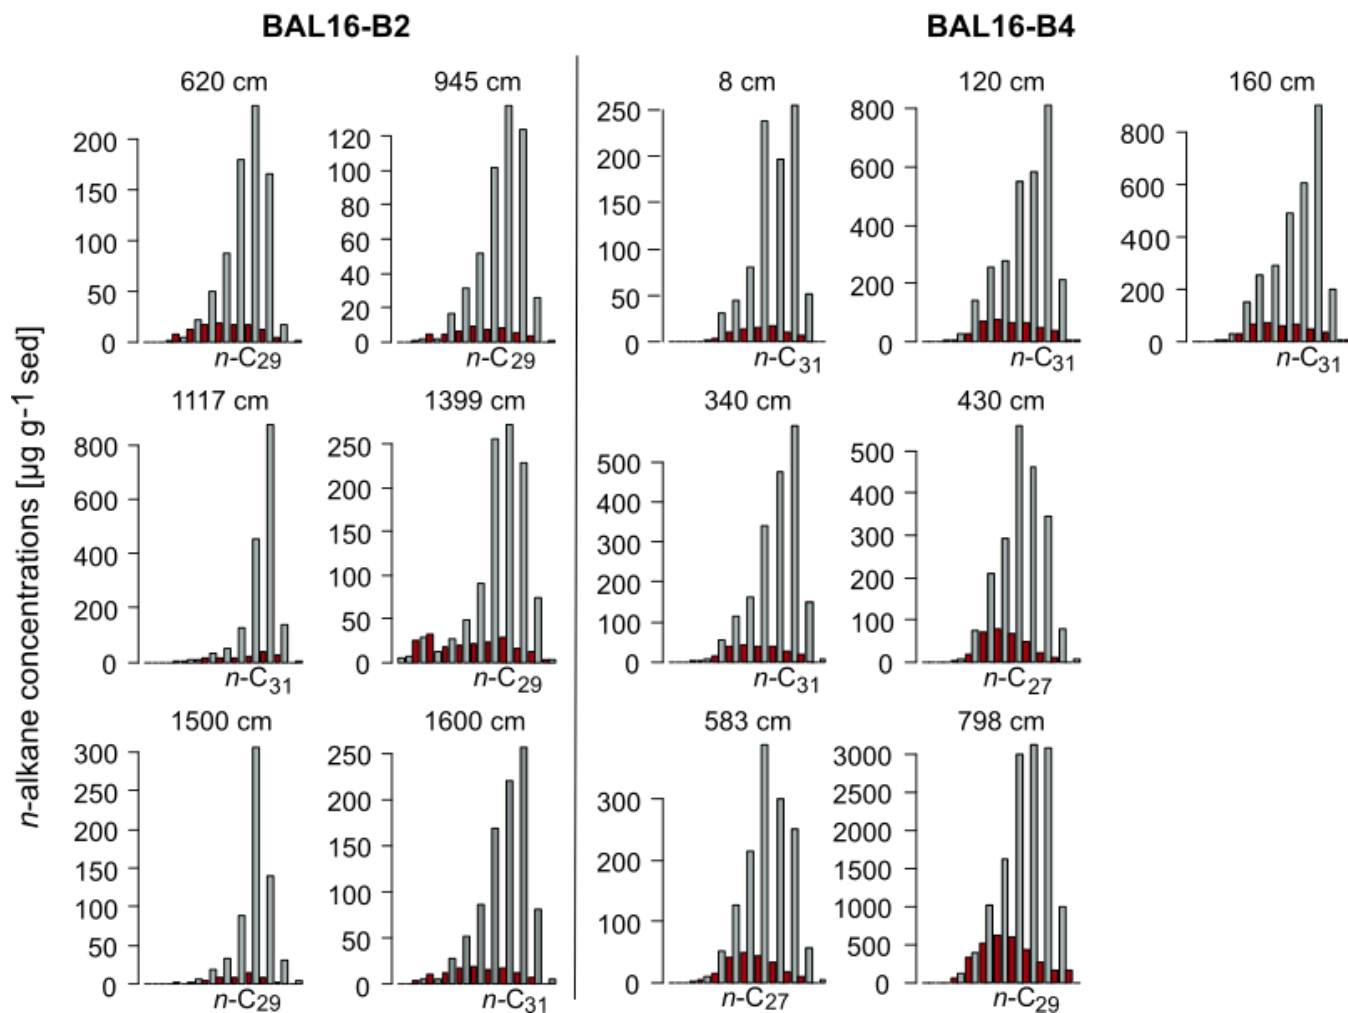 BAL16-B2
BAL16-B4
n-alkane concentrations [µg g-1 sed]
620 cm
200
150
100
50
0
n-C29
945 cm
120
100
80
60
40
20
0
n-C29
8 cm
250
200
150
100
50
0
n-C31
120 cm
800
600
400
200
0
n-C31
160 cm
800
600
400
200
0
n-C31
1117 cm
800
600
400
200
0
n-C31
1399 cm
250
200
150
100
50
0
n-C29
340 cm
500
400
300
200
100
0
n-C31
430 cm
500
400
300
200
100
0
n-C27
1500 cm
300
250
200
150
100
50
0
n-C29
1600 cm
250
200
150
100
50
0
n-C31
583 cm
300
200
100
0
n-C27
798 cm
3000
2500
2000
1500
1000
500
0
n-C29